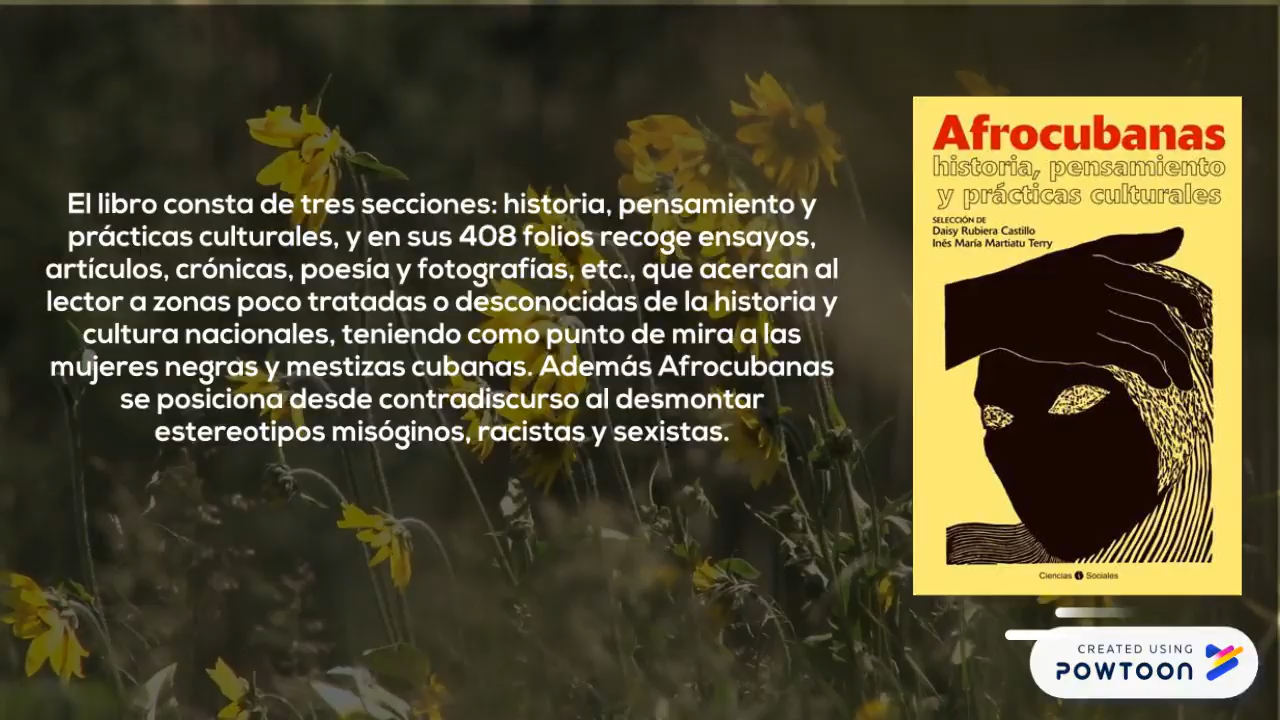 El libro consta de tres secciones: historia, pensamiento y
prácticas culturales, y en sus 408 folios recoge ensayos,
artículos, crónicas, poesía y fotografías, etc., que acercan al
lector a zonas poco tratadas o desconocidas de la historia y
cultura nacionales, teniendo como punto de mira a las
mujeres negras y mestizas cubanas. Además Afrocubanas
se posiciona desde contradiscurso al desmontar
estereotipos misóginos, racistas y sexistas.
Afrocubanas
historia, pensamiento
y prácticas culturales
SELECCIÓN DE
Daisy Rubiera Castillo
Inés María Martiatu Terry
Ciencias Sociales
CREATED USING
POWTOON